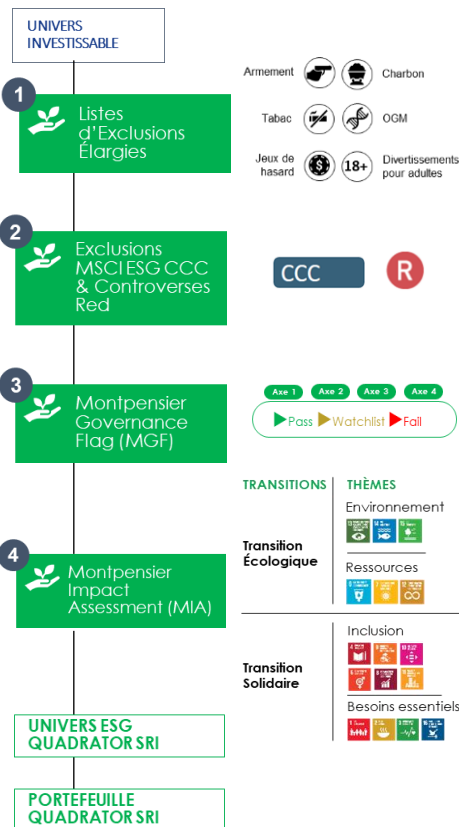 UNIVERS
INVESTISSABLE
1
Listes
d'Exclusions
Élargies
Armement
Charbon
Tabac
OGM
Jeux de
hasard
18+
Divertissements
pour adultes
2
Exclusions
MSCI ESG CCC
& Controverses
Red
CCC
R
3
Montpensier
Governance
Flag (MGF)
Axe 1 Axe 2 Axe 3 Axe 4
Pass Watchlist Fail
4
Montpensier
Impact
Assessment (MIA)
TRANSITIONS THÈMES
Environnement
Transition
Écologique
Ressources
Inclusion
Transition
Solidaire
Besoins essentiels
UNIVERS ESG
QUADRATOR SRI
PORTEFEUILLE
QUADRATOR SRI